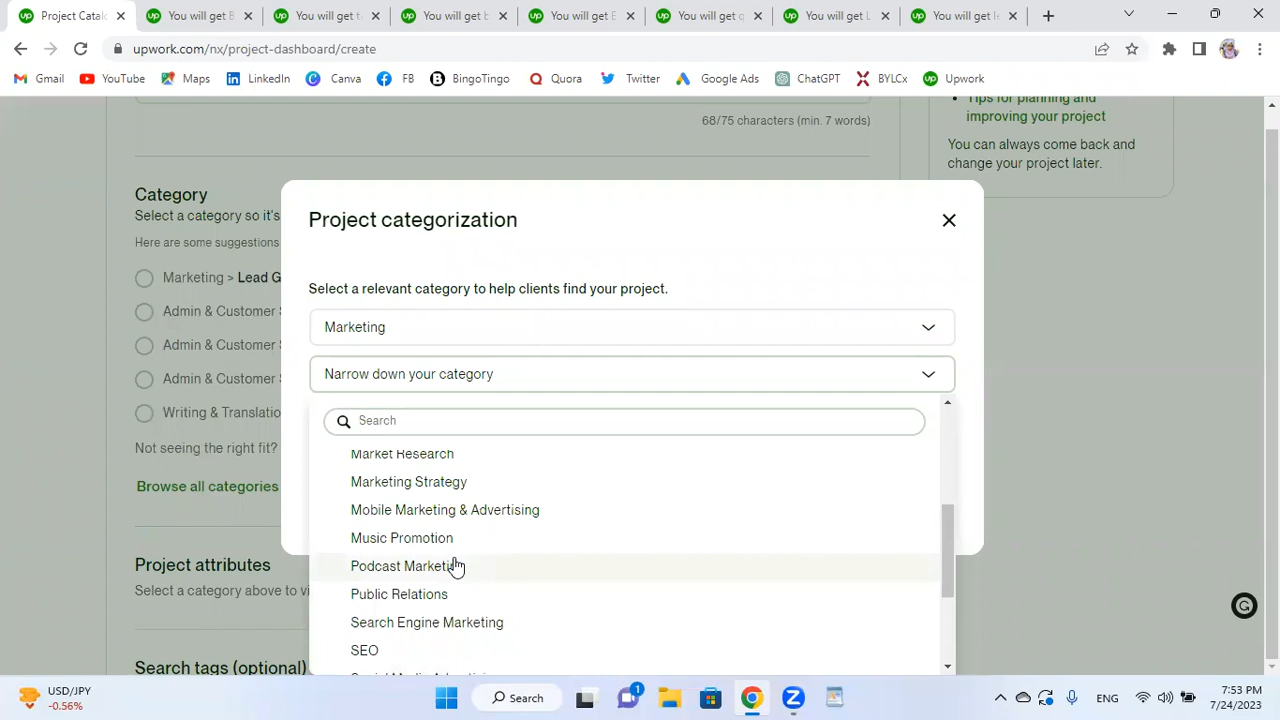 Project Catalo
You will get B
You will get t
You will get b
You will get E
You will get q
You will get L
You will get le
upwork.com/nx/project-dashboard/create
Gmail
YouTube
Maps
LinkedIn
Canva
FB
BingoTingo
Quora
Twitter
Google Ads
ChatGPT
BYLCx
Upwork
68/75 characters (min. 7 words)
Tips for planning and
improving your project
You can always come back and
change your project later.
Category
Select a category so it's
Here are some suggestions
Marketing > Lead G
Admin & Customer S
Admin & Customer S
Admin & Customer S
Writing & Translatio
Not seeing the right fit?
Browse all categories
Project attributes
Select a category above to vi
Search tags (optional)
Project categorization
Select a relevant category to help clients find your project.
Marketing
Narrow down your category
Search
Market Research
Marketing Strategy
Mobile Marketing & Advertising
Music Promotion
Podcast Marketing
Public Relations
Search Engine Marketing
SEO
USD/JPY
-0.56%
Search
1
ENG
7:53 PM
7/24/2023